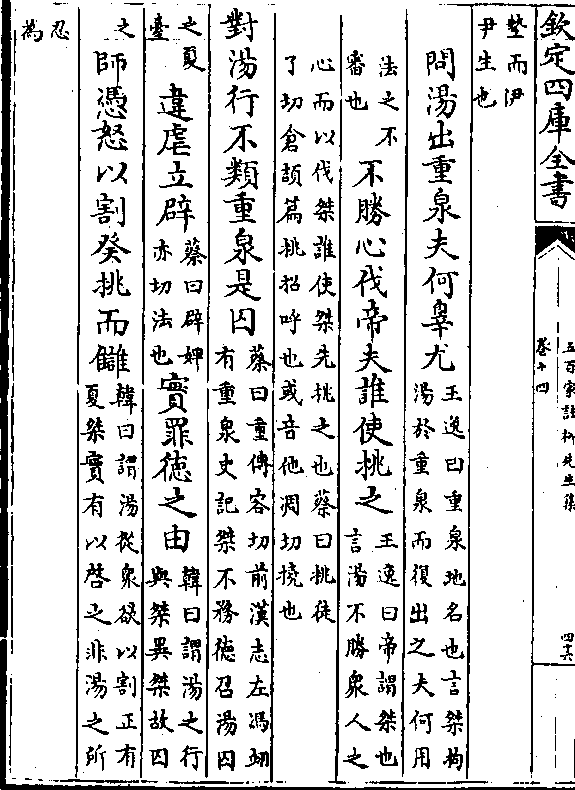 欽定四庫全書
五百家註柳先生集
卷十四
四十六
墊而伊
尹生也
問湯出重泉夫何辠尤
王逸曰重泉地名也言桀拘
湯於重泉而復出之夫何用
法之不
審也
不勝心伐帝夫誰使挑之
王逸曰帝謂桀也
言湯不勝衆人之
心而以伐桀誰使桀先挑之也蔡曰挑徒
了切倉頡篇挑招呼也或音他凋切撓也
對湯行不類重泉是囚
蔡曰重傳容切前漢志左馮翊
有重泉史記桀不務德召湯囚
之夏
臺
違虐立辟
蔡曰辟婢
亦切法也
實罪德之由
韓曰謂湯之行
與桀異桀故囚
之
師憑怒以割癸挑而讎
韓曰謂湯從衆欲以割正有
夏桀實有以啓之非湯之所
忍
為